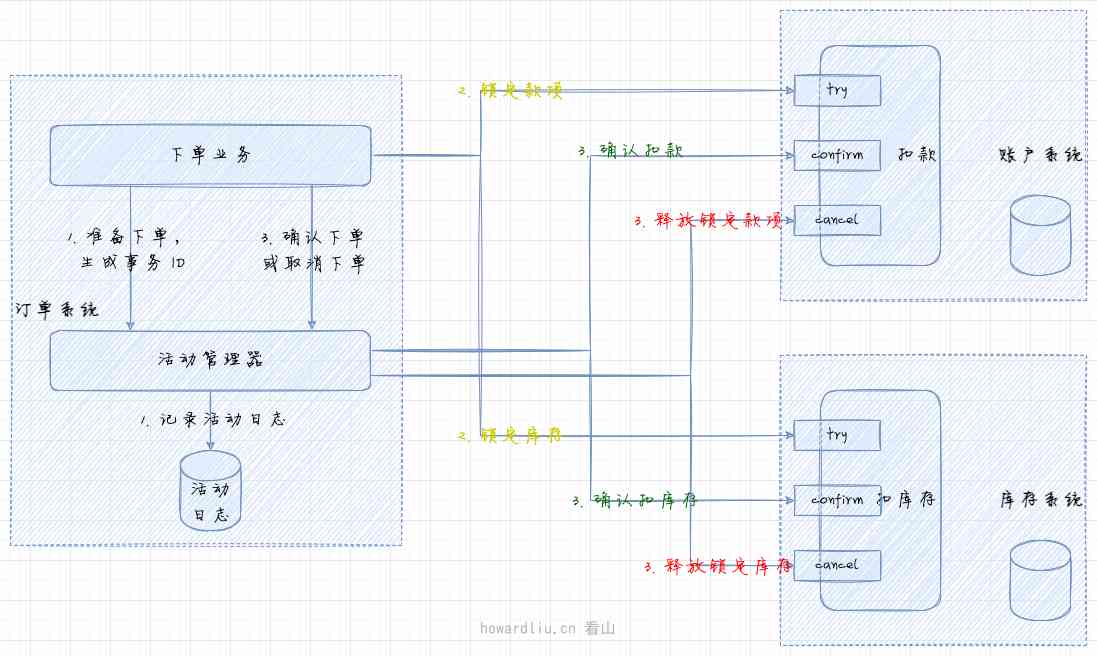 下单业务
1. 准备下单，
生成事务ID
3. 确认下单
或取消下单
订单系统
活动管理器
1. 记录活动日志
活动
日志
2. 锁定款项
3. 确认扣款
3. 释放锁定款项
try
confirm
cancel
扣款
账户系统
2. 锁定库存
3. 确认扣库存
3. 释放锁定库存
try
confirm
cancel
扣库存
库存系统
howardliu.cn 看山